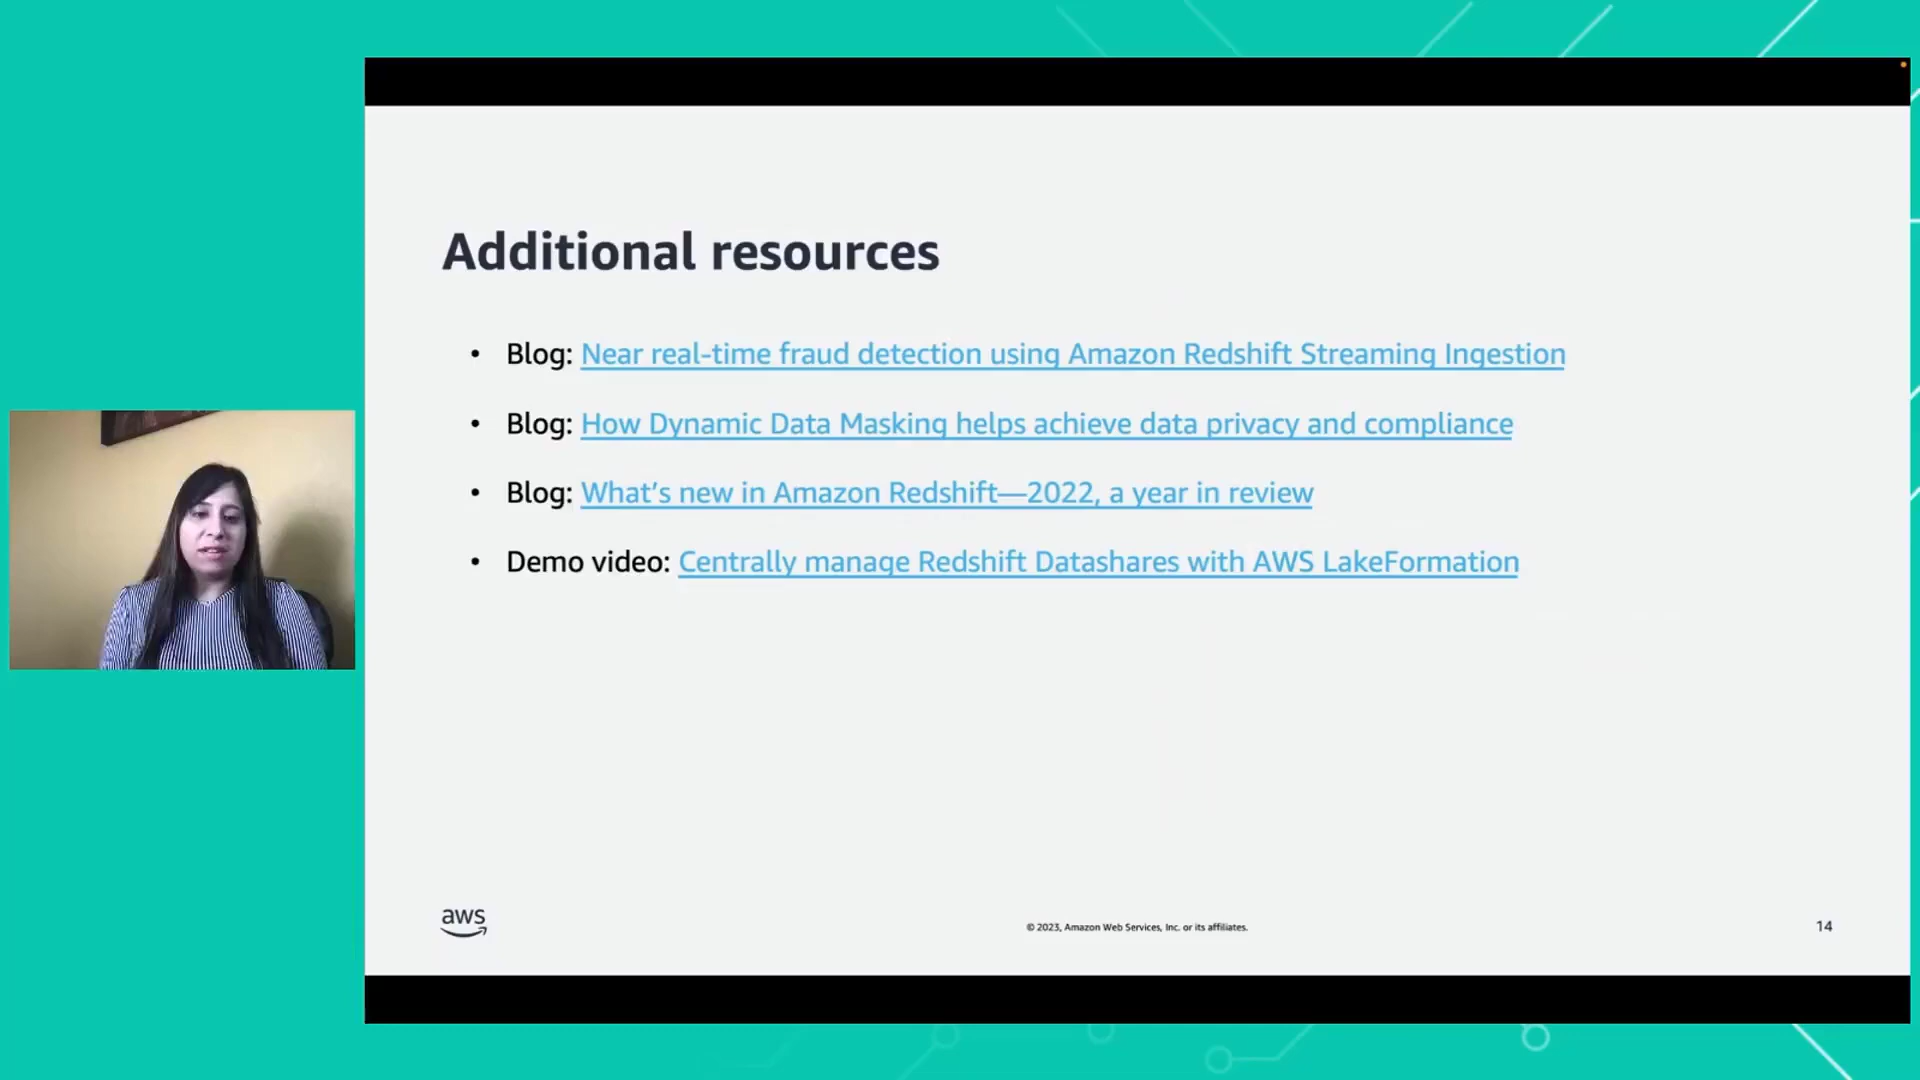 Additional resources
• Blog: Near real-time fraud detection using Amazon Redshift Streaming Ingestion
• Blog: How Dynamic Data Masking helps achieve data privacy and compliance
• Blog: What's new in Amazon Redshift—2022, a year in review
• Demo video: Centrally manage Redshift Datashares with AWS LakeFormation
aws
© 2023, Amazon Web Services, Inc. or its affiliates.
14